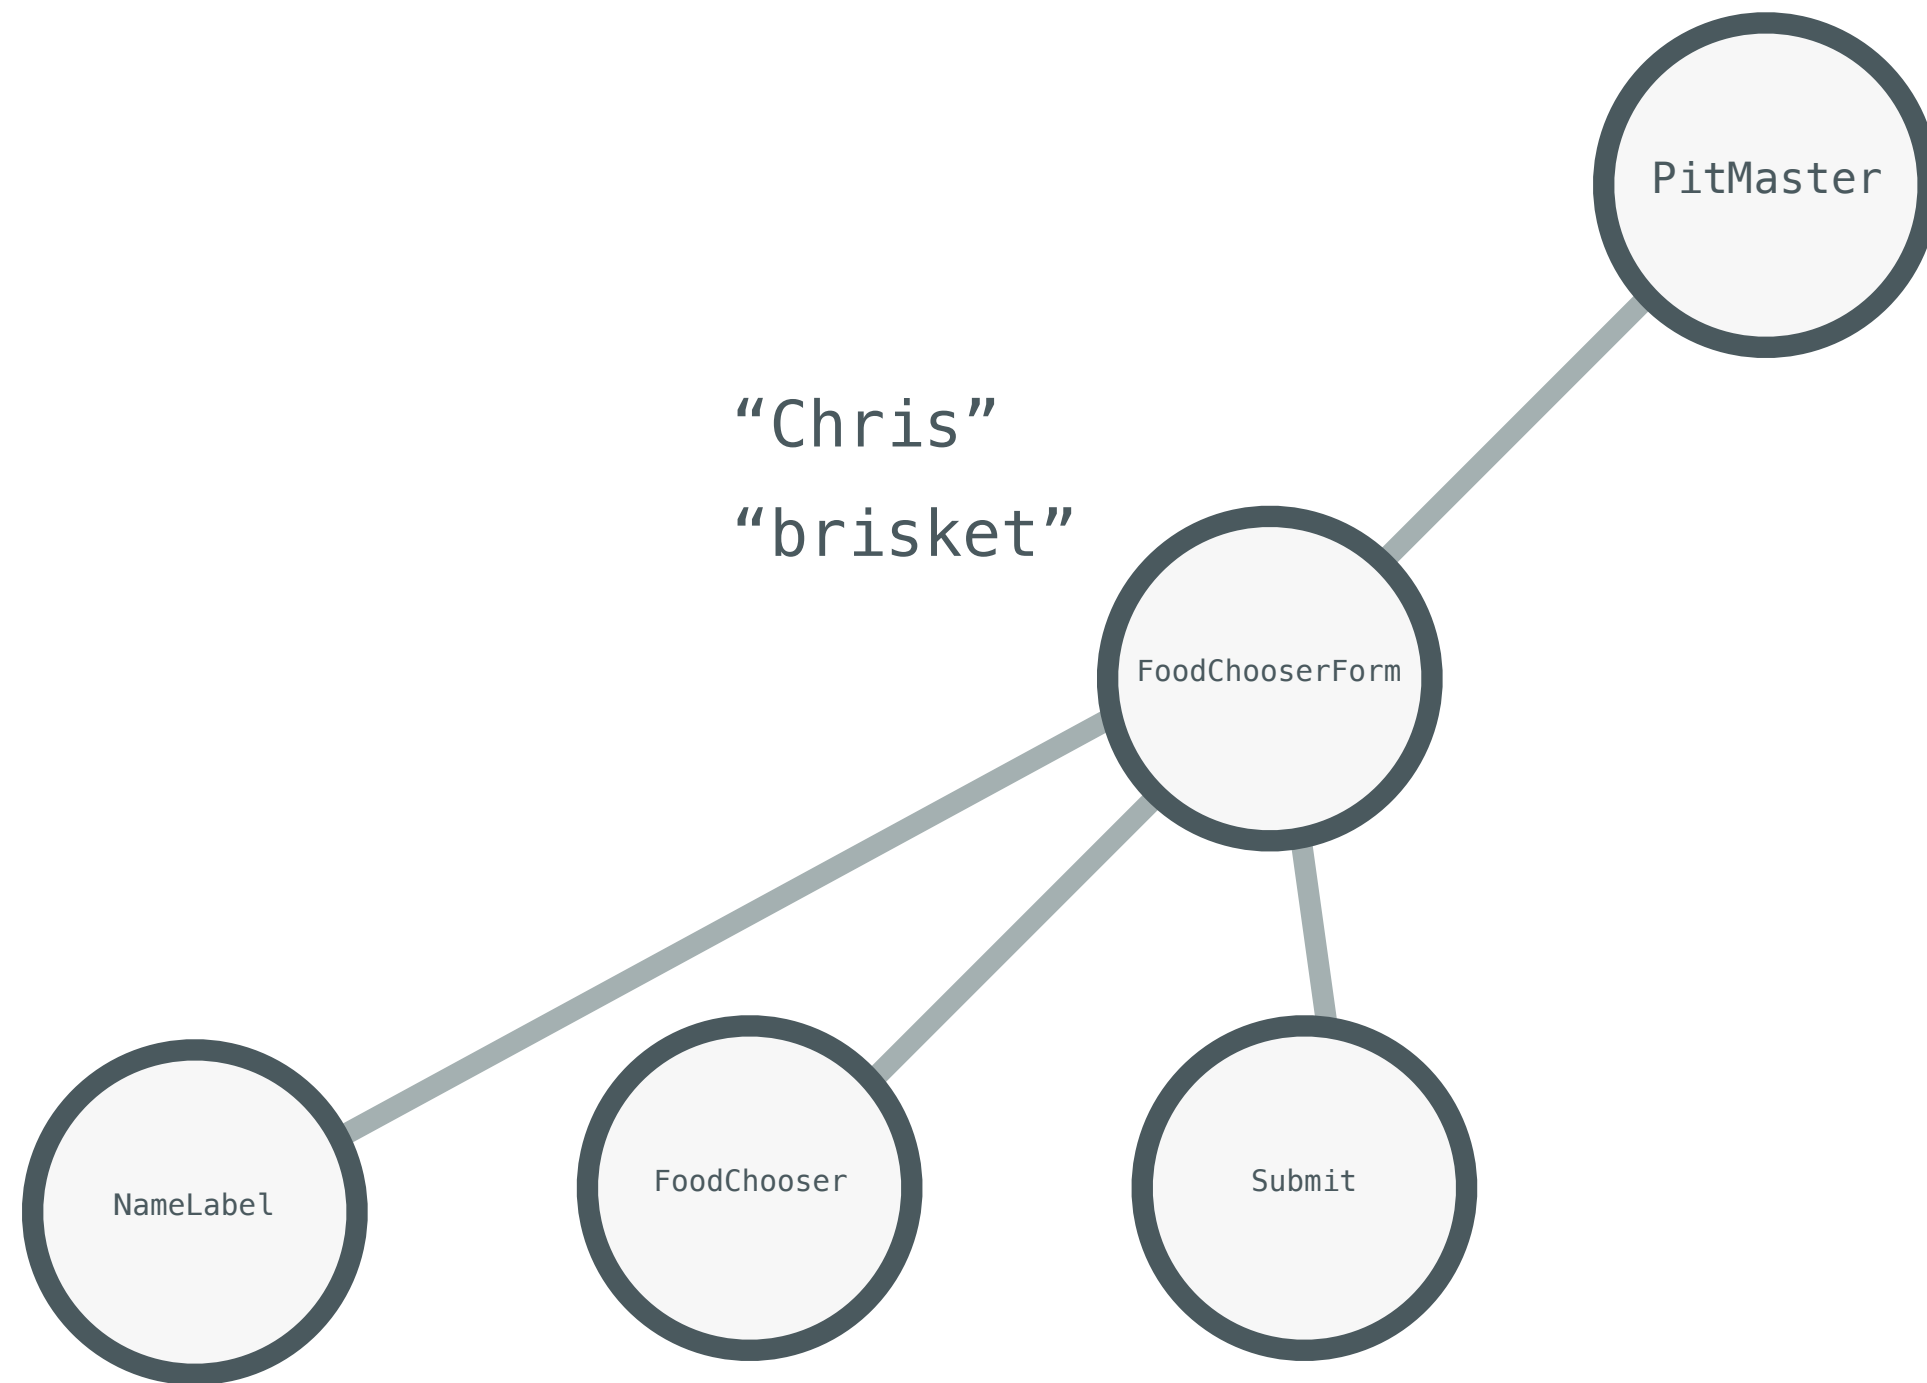 PitMaster
“Chris”
“brisket”
FoodChooserForm
NameLabel
FoodChooser
Submit